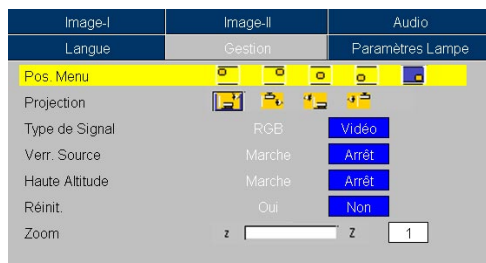 Image-I Image-II Audio
Langue Gestion Paramètres Lampe
Pos. Menu
Projection
Type de Signal RGB Vidéo
Verr. Source Marche Arrêt
Haute Altitude Marche Arrêt
Réinit. Oui Non
Zoom z Z 1